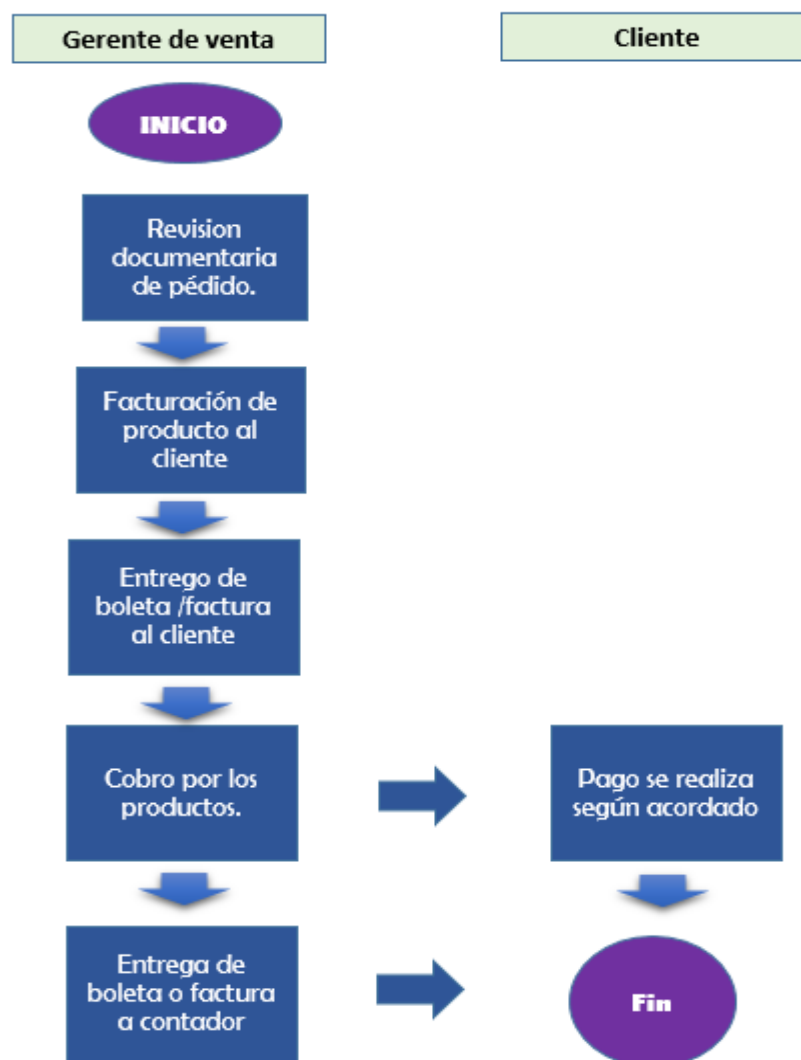 Gerente de venta
Cliente
INICIO
Revision
documentaria
de pédido.
Facturación de
producto al
cliente
Entrego de
boleta /factura
al cliente
Cobro por los
productos.
Pago se realiza
según acordado
Entrega de
boleta o factura
a contador
Fin